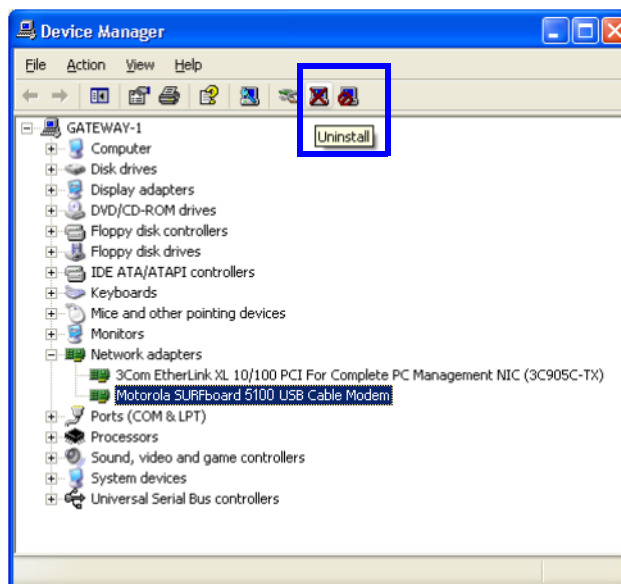 Device Manager
File Action View Help
Uninstall
GATEWAY-1
Computer
Disk drives
Display adapters
DVD/CD-ROM drives
Floppy disk controllers
Floppy disk drives
IDE ATA/ATAPI controllers
Keyboards
Mice and other pointing devices
Monitors
Network adapters
3Com EtherLink XL 10/100 PCI For Complete PC Management NIC (3C905C-TX)
Motorola SURFboard 5100 USB Cable Modem
Ports (COM & LPT)
Processors
Sound, video and game controllers
System devices
Universal Serial Bus controllers